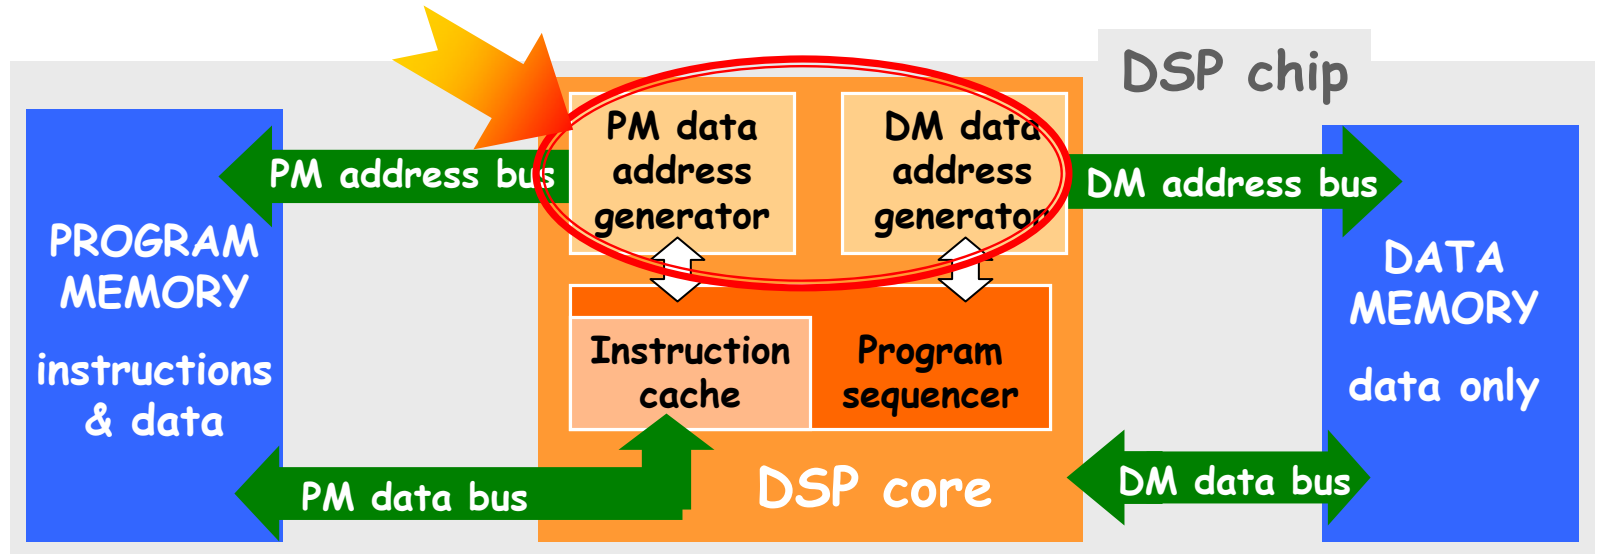 DSP chip
PM data
address
generator
DM data
address
generator
PM address bus
DM address bus
PROGRAM
MEMORY
instructions
& data
DATA
MEMORY
data only
Instruction
cache
Program
sequencer
PM data bus
DSP core
DM data bus